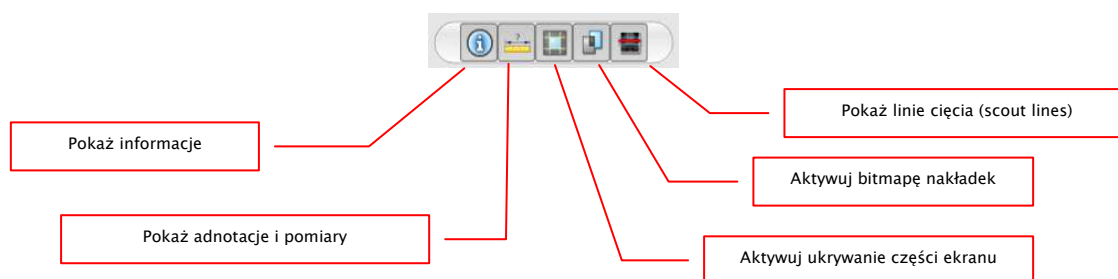 Pokaż linie cięcia (scout lines)
Pokaż informacje
Aktywuj bitmapę nakładek
Pokaż adnotacje i pomiary
Aktywuj ukrywanie części ekranu